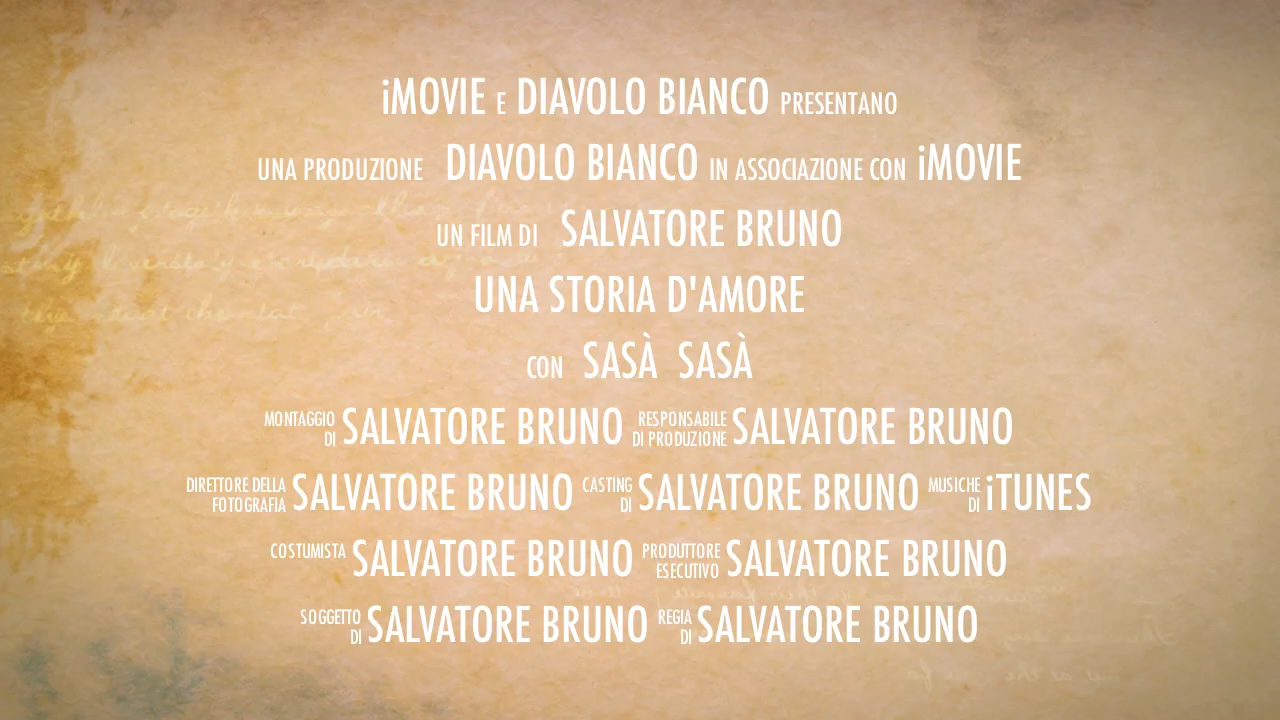 iMOVIE E DIAVOLO BIANCO PRESENTANO
UNA PRODUZIONE DIAVOLO BIANCO IN ASSOCIAZIONE CON iMOVIE
UN FILM DI SALVATORE BRUNO
UNA STORIA D'AMORE
CON SASÀ SASÀ
MONTAGGIO DI SALVATORE BRUNO RESPONSABILE DI PRODUZIONE SALVATORE BRUNO
DIRETTORE DELLA FOTOGRAFIA SALVATORE BRUNO CASTING DI SALVATORE BRUNO MUSICHE DI iTUNES
COSTUMISTA SALVATORE BRUNO PRODUTTORE ESECUTIVO SALVATORE BRUNO
SOGGETTO DI SALVATORE BRUNO REGIA DI SALVATORE BRUNO